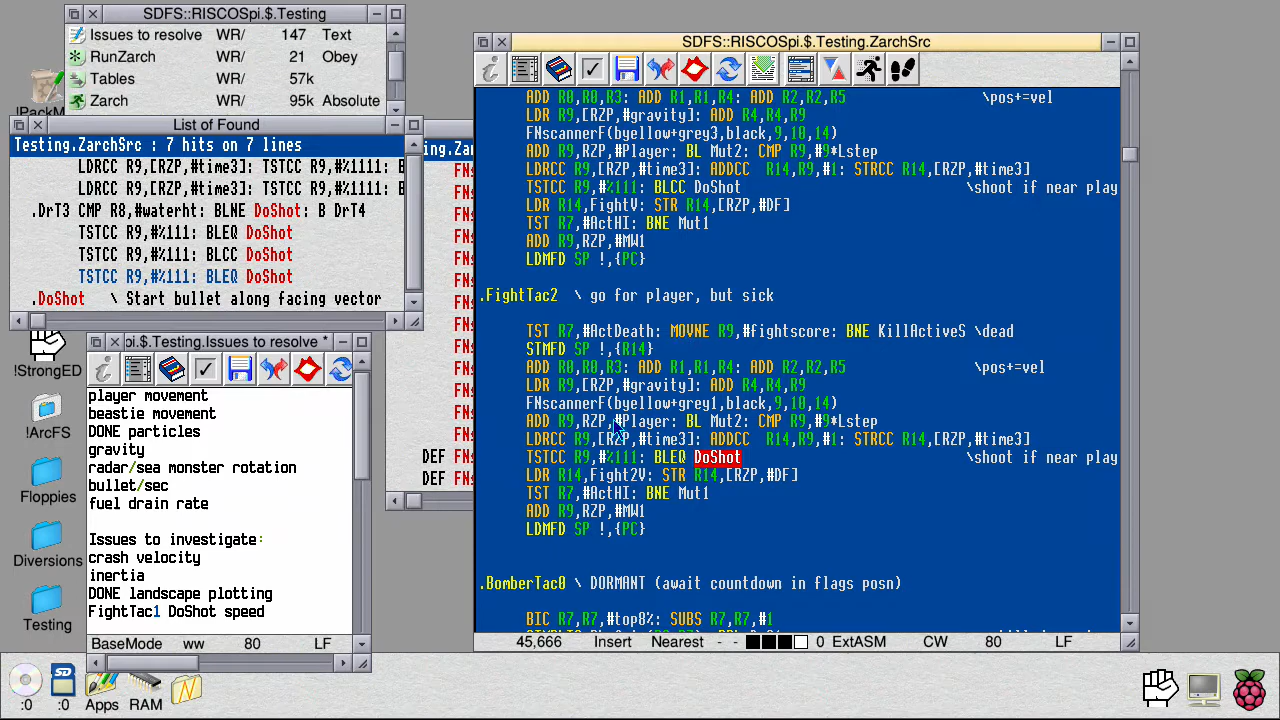 SDFS::RISCOSpi.$.Testing
Issues to resolve WR/ 147 Text
RunZarch WR/ 21 Obey
Tables WR/ 57k
Zarch WR/ 95k Absolute
!PackM
List of Found
Testing.ZarchSrc : 7 hits on 7 lines
LDRCC R9,[RZP,#time3]: TSTCC R9,#%1111: B
LDRCC R9,[RZP,#time3]: TSTCC R9,#%1111: B
.DrT3 CMP R8,#waterht: BLNE DoShot: B DrT4
TSTCC R9,#%111: BLEQ DoShot
TSTCC R9,#%111: BLCC DoShot
TSTCC R9,#%111: BLEQ DoShot
.DoShot \ Start bullet along facing vector
ing.Za
DEF FN
DEF FN
!StrongED
!ArcFS
Floppies
Diversions
Testing
pi.$.Testing.Issues to resolve *
player movement
beastie movement
DONE particles
gravity
radar/sea monster rotation
bullet/sec
fuel drain rate
Issues to investigate:
crash velocity
inertia
DONE landscape plotting
FightTac1 DoShot speed
BaseMode ww 80 LF
SDFS::RISCOSpi.$.Testing.ZarchSrc
ADD R0,R0,R3: ADD R1,R1,R4: ADD R2,R2,R5 \pos+=vel
LDR R9,[RZP,#gravity]: ADD R4,R4,R9
FNscannerF(byellow+grey3,black,9,10,14)
ADD R9,RZP,#Player: BL Mut2: CMP R9,#9*Lstep
LDRCC R9,[RZP,#time3]: ADDCC R14,R9,#1: STRCC R14,[RZP,#time3]
TSTCC R9,#%111: BLCC DoShot \shoot if near play
LDR R14,FightV: STR R14,[RZP,#DF]
TST R7,#ActHI: BNE Mut1
ADD R9,RZP,#MW1
LDMFD SP !,{PC}
.FightTac2 \ go for player, but sick
TST R7,#ActDeath: MOVNE R9,#fightscore: BNE KillActiveS \dead
STMFD SP !,{R14}
ADD R0,R0,R3: ADD R1,R1,R4: ADD R2,R2,R5 \pos+=vel
LDR R9,[RZP,#gravity]: ADD R4,R4,R9
FNscannerF(byellow+grey1,black,9,10,14)
ADD R9,RZP,#Player: BL Mut2: CMP R9,#9*Lstep
LDRCC R9,[RZP,#time3]: ADDCC R14,R9,#1: STRCC R14,[RZP,#time3]
TSTCC R9,#%111: BLEQ DoShot \shoot if near play
LDR R14,Fight2V: STR R14,[RZP,#DF]
TST R7,#ActHI: BNE Mut1
ADD R9,RZP,#MW1
LDMFD SP !,{PC}
.BomberTac0 \ DORMANT (await countdown in flags posn)
BIC R7,R7,#top8%: SUBS R7,R7,#1
45,666 Insert Nearest 0 ExtASM CW 80 LF
:0 :0 Apps RAM